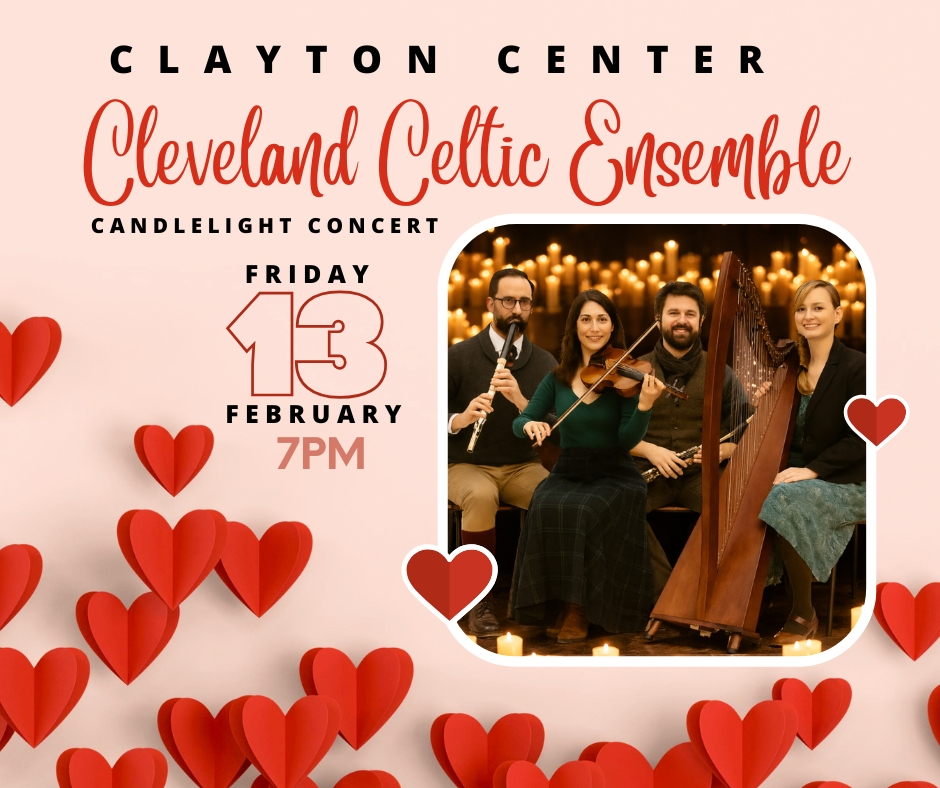 CLAYTON CENTER
Cleveland Celtic Ensemble
CANDLELIGHT CONCERT
FRIDAY
13
FEBRUARY
7PM